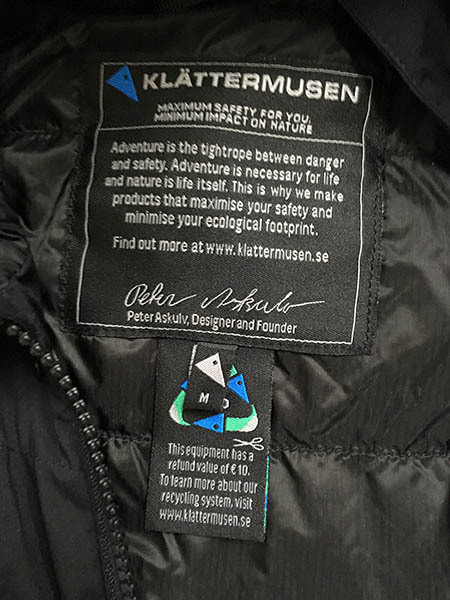 KLÄTTERMUSEN
MAXIMUM SAFETY FOR YOU,
MINIMUM IMPACT ON NATURE
Adventure is the tightrope between danger
and safety. Adventure is necessary for life
and nature is life itself. This is why we make
products that maximise your safety and
minimise your ecological footprint.
Find out more at www.klattermusen.se
Peter Askulv
Peter Askulv, Designer and Founder
M
This equipment has a
refund value of €10.
To learn more about our
recycling system, visit
www.klattermusen.se